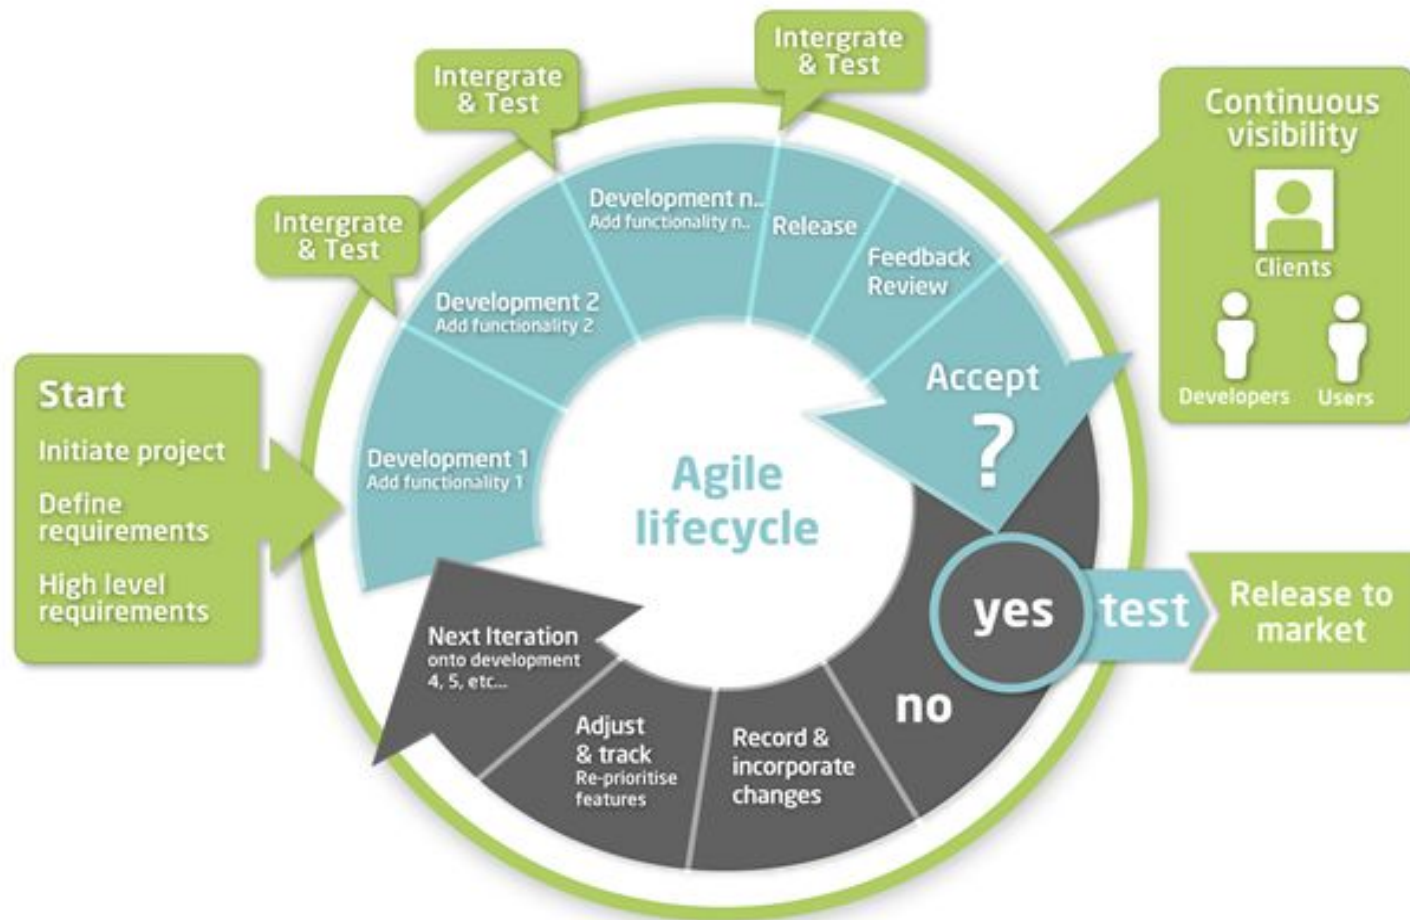 Start
Initiate project
Define
requirements
High level
requirements
Intergrate
& Test
Intergrate
& Test
Intergrate
& Test
Development 1
Add functionality 1
Development 2
Add functionality 2
Development n..
Add functionality n..
Release
Feedback
Review
Accept
?
Agile
lifecycle
yes
test
Release to
market
no
Record &
incorporate
changes
Adjust
& track
Re-prioritise
features
Next Iteration
onto development
4, 5, etc...
Continuous
visibility
Clients
Developers
Users